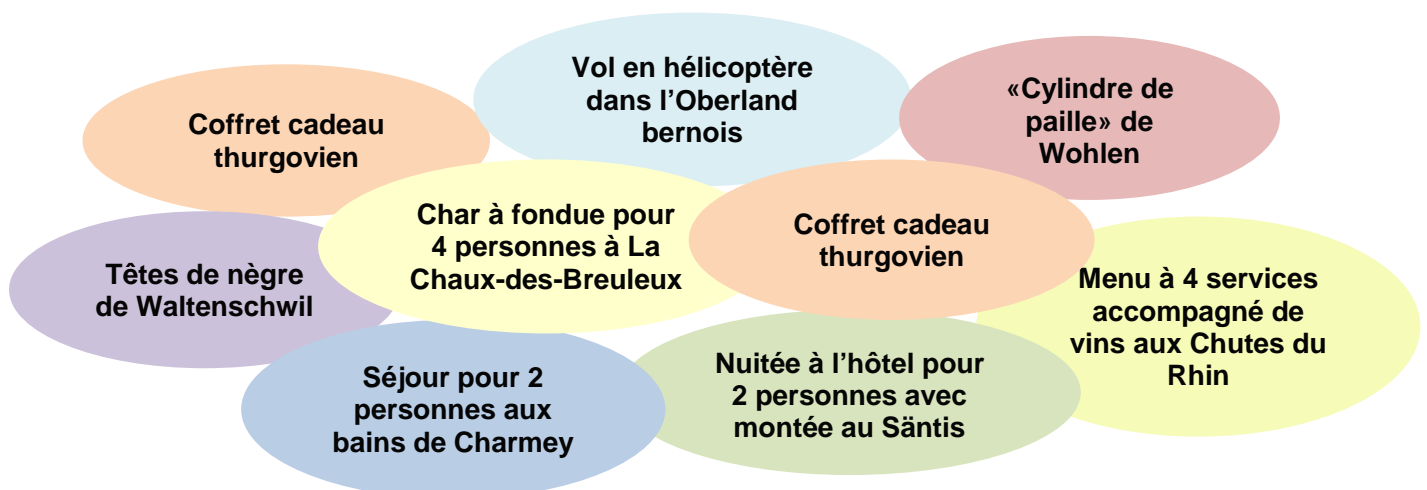 Vol en hélicoptère
dans l’Oberland
bernois
«Cylindre de
paille» de
Wohlen
Coffret cadeau
thurgovien
Char à fondue pour
4 personnes à La
Chaux-des-Breuleux
Coffret cadeau
thurgovien
Têtes de nègre
de Waltenschwil
Menu à 4 services
accompagné de
vins aux Chutes du
Rhin
Séjour pour 2
personnes aux
bains de Charmey
Nuitée à l’hôtel pour
2 personnes avec
montée au Säntis